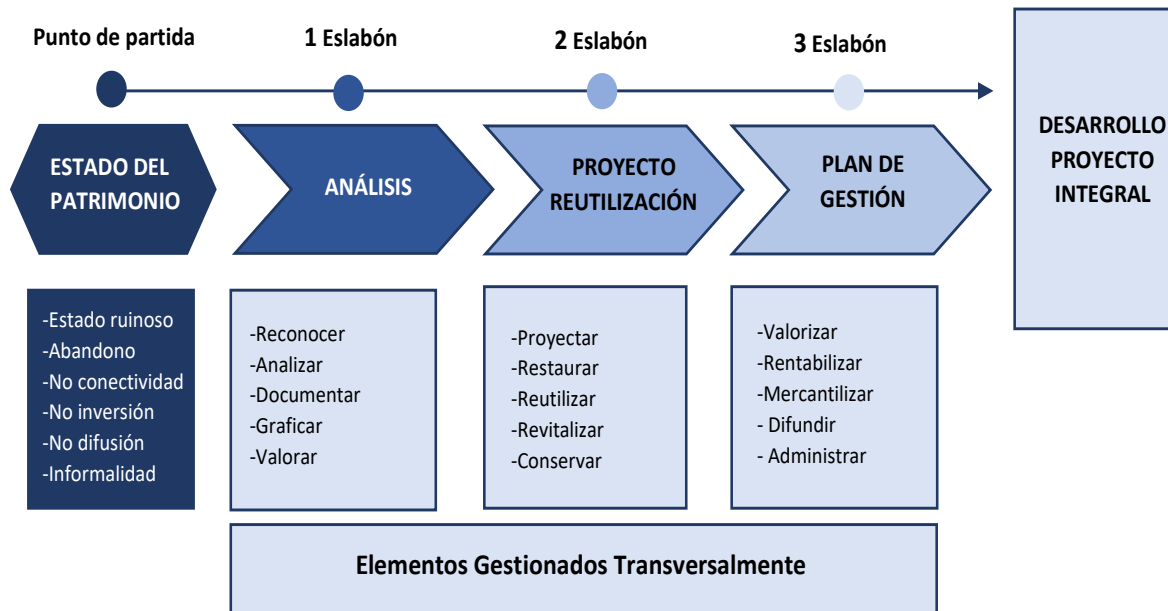 Punto de partida
1 Eslabón
2 Eslabón
3 Eslabón
ESTADO DEL
PATRIMONIO
ANÁLISIS
PROYECTO
REUTILIZACIÓN
PLAN DE
GESTIÓN
DESARROLLO
PROYECTO
INTEGRAL
-Estado ruinoso
-Abandono
-No conectividad
-No inversión
-No difusión
-Informalidad
-Reconocer
-Analizar
-Documentar
-Graficar
-Valorar
-Proyectar
-Restaurar
-Reutilizar
-Revitalizar
-Conservar
-Valorizar
-Rentabilizar
-Mercantilizar
- Difundir
- Administrar
Elementos Gestionados Transversalmente